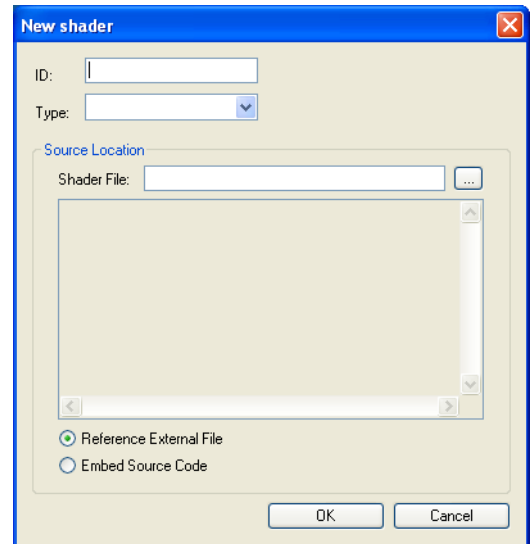 New shader
ID:
Type:
Source Location
Shader File:
...
Reference External File
Embed Source Code
OK Cancel